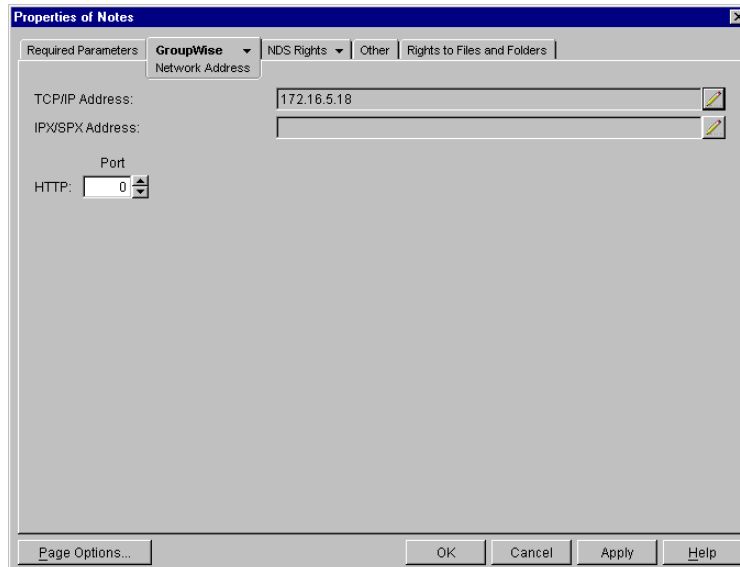 Properties of Notes
Required Parameters GroupWise NDS Rights Other Rights to Files and Folders
Network Address
TCP/IP Address: 172.16.5.18
IPX/SPX Address:
Port
HTTP: 0
Page Options... OK Cancel Apply Help